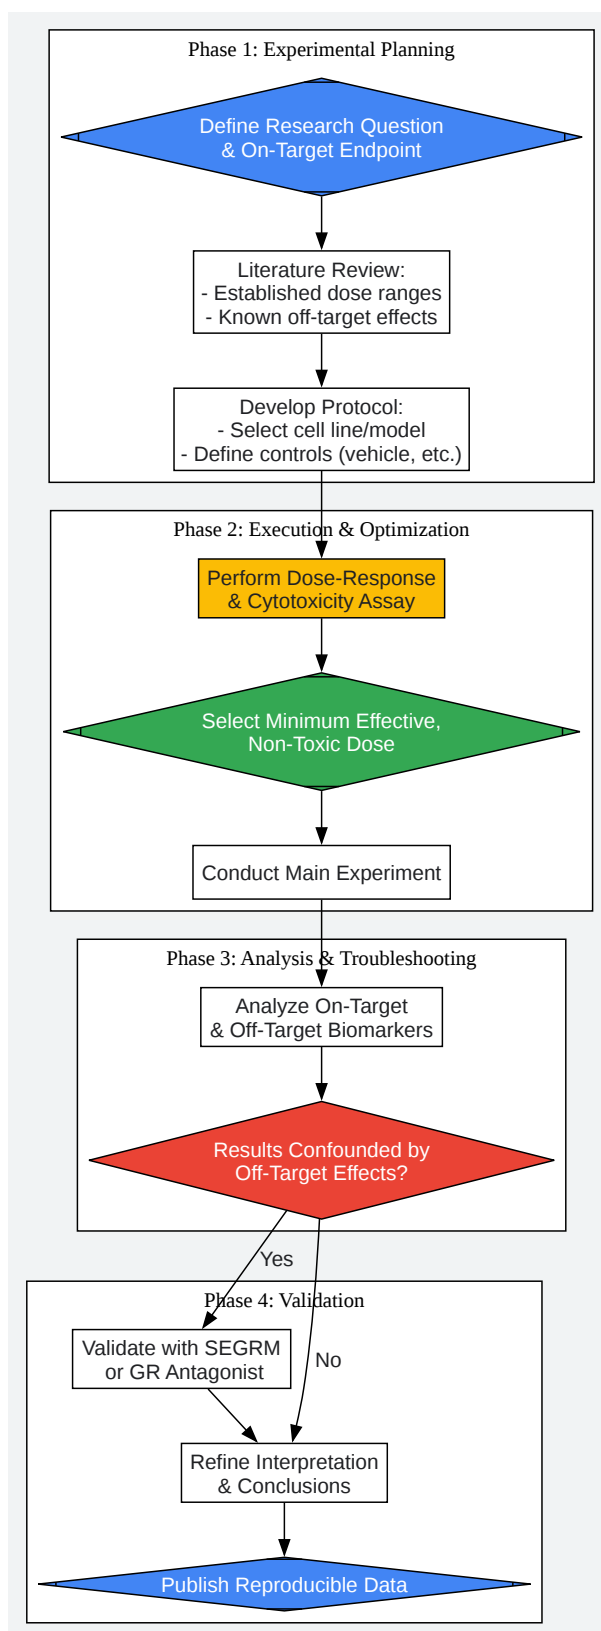 Phase 1: Experimental Planning
Define Research Question
& On-Target Endpoint
Literature Review:
- Established dose ranges
- Known off-target effects
Develop Protocol:
- Select cell line/model
- Define controls (vehicle, etc.)
Phase 2: Execution & Optimization
Perform Dose-Response
& Cytotoxicity Assay
Select Minimum Effective,
Non-Toxic Dose
Conduct Main Experiment
Phase 3: Analysis & Troubleshooting
Analyze On-Target
& Off-Target Biomarkers
Results Confounded by
Off-Target Effects?
Yes
Phase 4: Validation
Validate with SEGRM
or GR Antagonist
No
Refine Interpretation
& Conclusions
Publish Reproducible Data